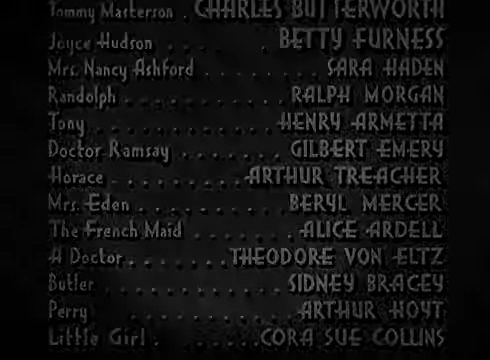 Tommy Masterson . CHARLES BUTTERWORTH
Joyce Hudson . BETTY FURNESS
Mrs. Nancy Ashford . . . . . . . SARA HADEN
Randolph . . . . . . . . . . RALPH MORGAN
Tony . . . . . . . . . . . HENRY ARMETTA
Doctor Ramsay . . . . . . . GILBERT EMERY
Horace . . . . . . . . . ARTHUR TREACHER
Mrs. Eden . . . . . . . . . . BERYL MERCER
The French Maid . . . . . . . ALICE ARDELL
A Doctor . . . . . . . THEODORE VON ELTZ
Butler . . . . . . . . . . . SIDNEY BRACEY
Perry . . . . . . . . . . . ARTHUR HOYT
Little Girl . . . . . . . CORA SUE COLLINS